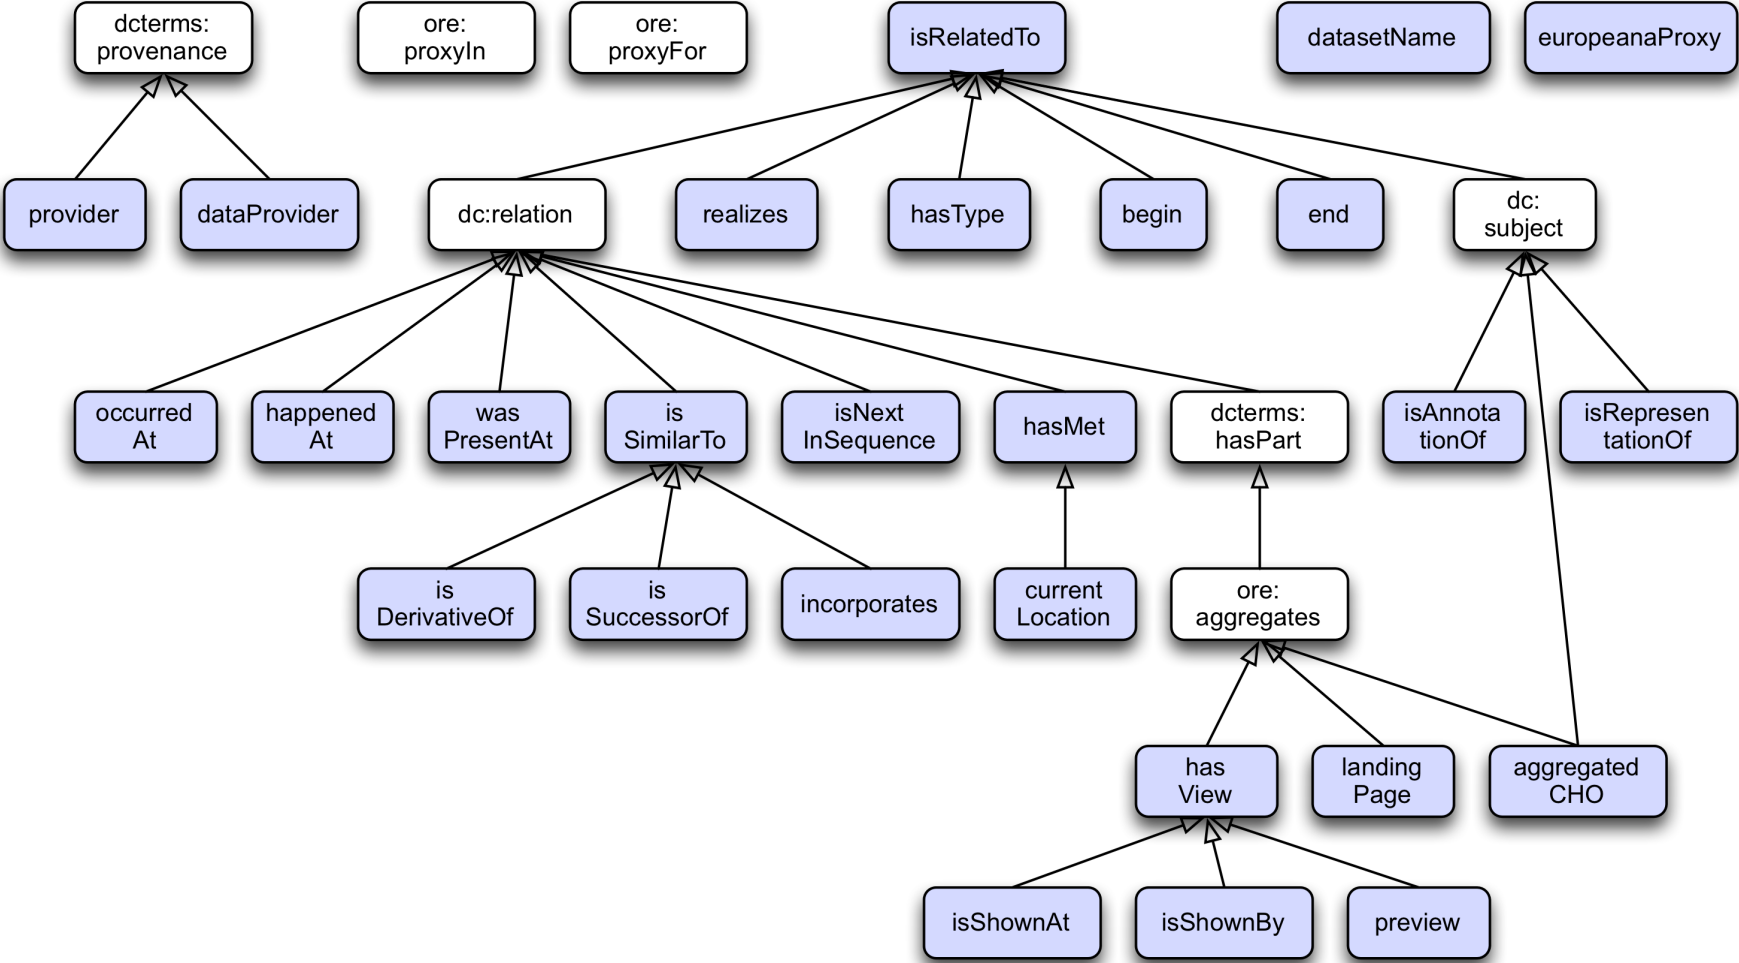 dcterms:
provenance
ore:
proxyIn
ore:
proxyFor
isRelatedTo
datasetName
europeanaProxy
provider
dataProvider
dc:relation
realizes
hasType
begin
end
dc:
subject
occurred
At
happened
At
was
PresentAt
is
SimilarTo
isNext
InSequence
hasMet
dcterms:
hasPart
isAnnota
tionOf
isRepresen
tationOf
is
DerivativeOf
is
SuccessorOf
incorporates
current
Location
ore:
aggregates
has
View
landing
Page
aggregated
CHO
isShownAt
isShownBy
preview